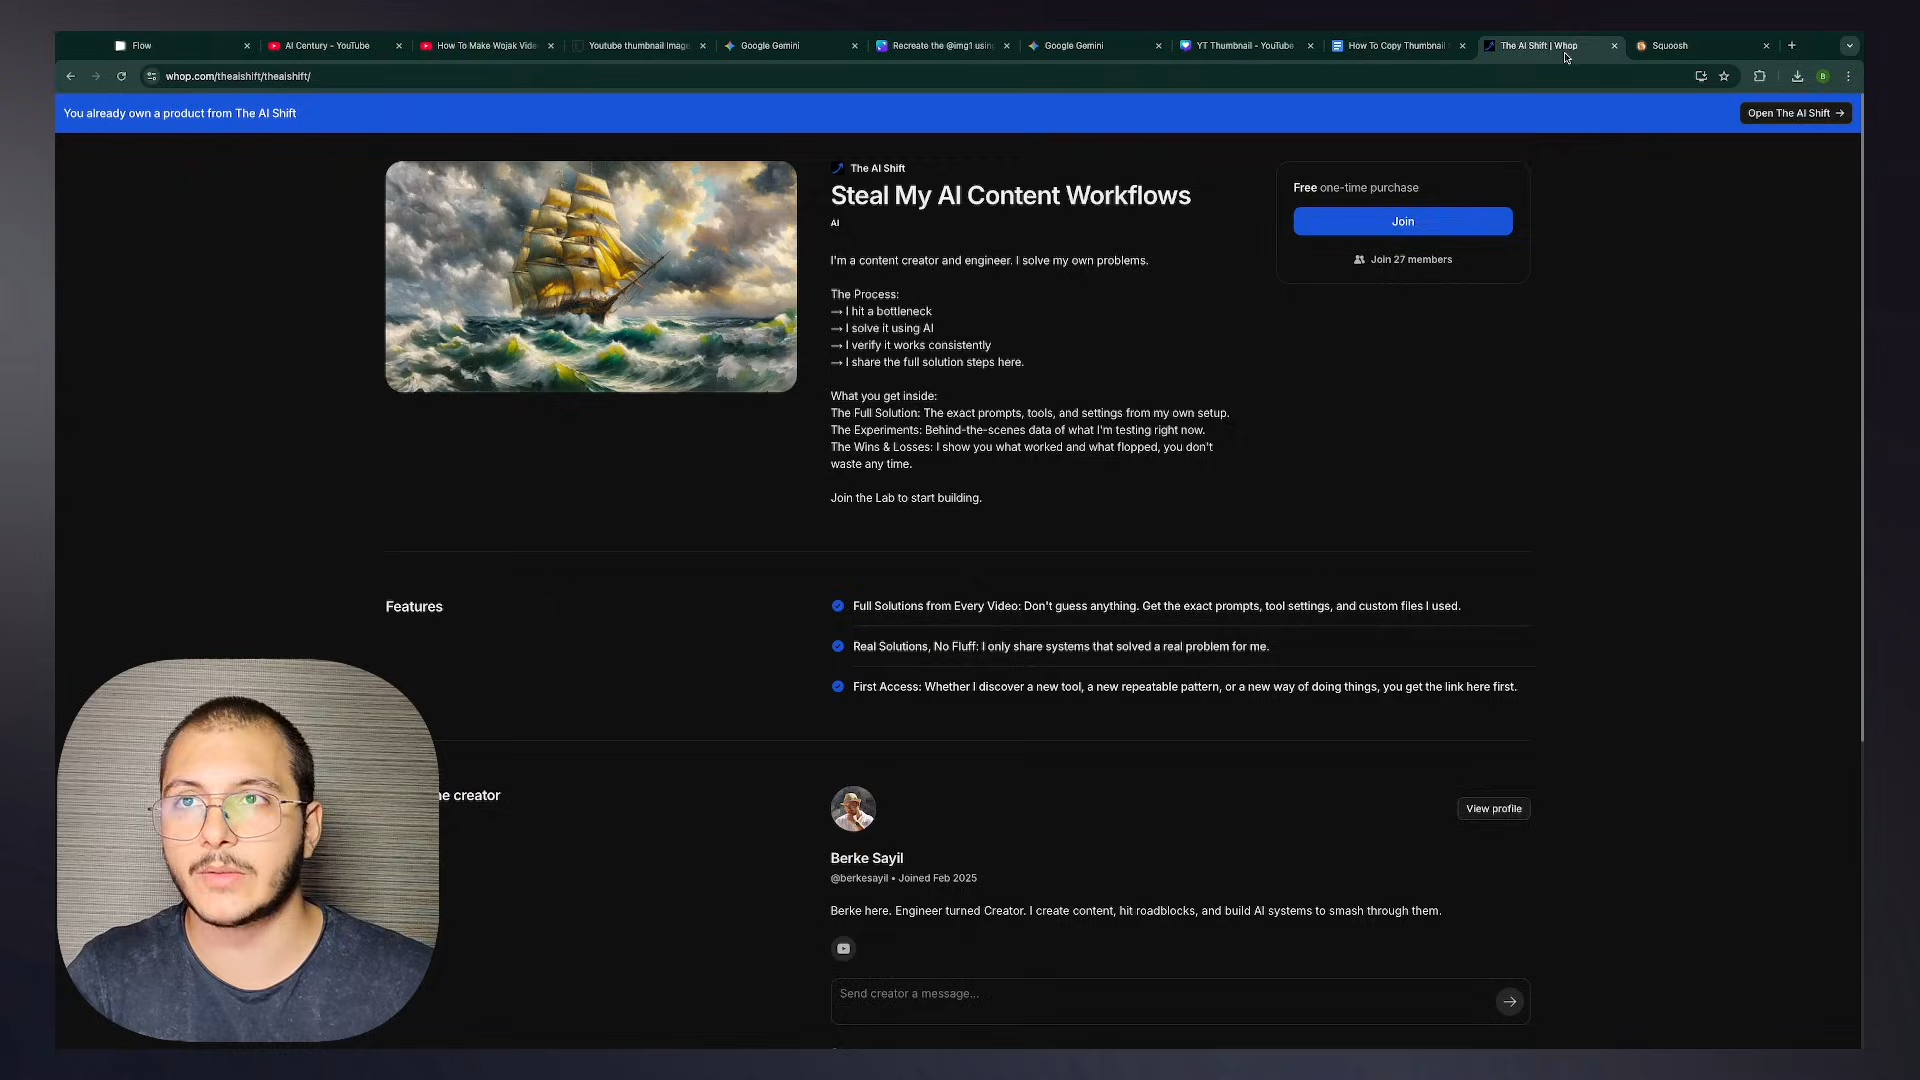 Flow
AI Century - YouTube
How To Make Wojak Vide
Youtube thumbnail Image
Google Gemini
Recreate the @img1 usin
Google Gemini
YT Thumbnail - YouTube
How To Copy Thumbnail
The AI Shift | Whop
Squoosh
whop.com/theaishift/theaishift/
B
You already own a product from The AI Shift
Open The AI Shift →
The AI Shift
Steal My AI Content Workflows
AI
I'm a content creator and engineer. I solve my own problems.
The Process:
→ I hit a bottleneck
→ I solve it using AI
→ I verify it works consistently
→ I share the full solution steps here.
What you get inside:
The Full Solution: The exact prompts, tools, and settings from my own setup.
The Experiments: Behind-the-scenes data of what I'm testing right now.
The Wins & Losses: I show you what worked and what flopped, you don't
waste any time.
Join the Lab to start building.
Free one-time purchase
Join
Join 27 members
Features
Full Solutions from Every Video: Don't guess anything. Get the exact prompts, tool settings, and custom files I used.
Real Solutions, No Fluff: I only share systems that solved a real problem for me.
First Access: Whether I discover a new tool, a new repeatable pattern, or a new way of doing things, you get the link here first.
ne creator
View profile
Berke Sayil
@berkesayil • Joined Feb 2025
Berke here. Engineer turned Creator. I create content, hit roadblocks, and build AI systems to smash through them.
Send creator a message...